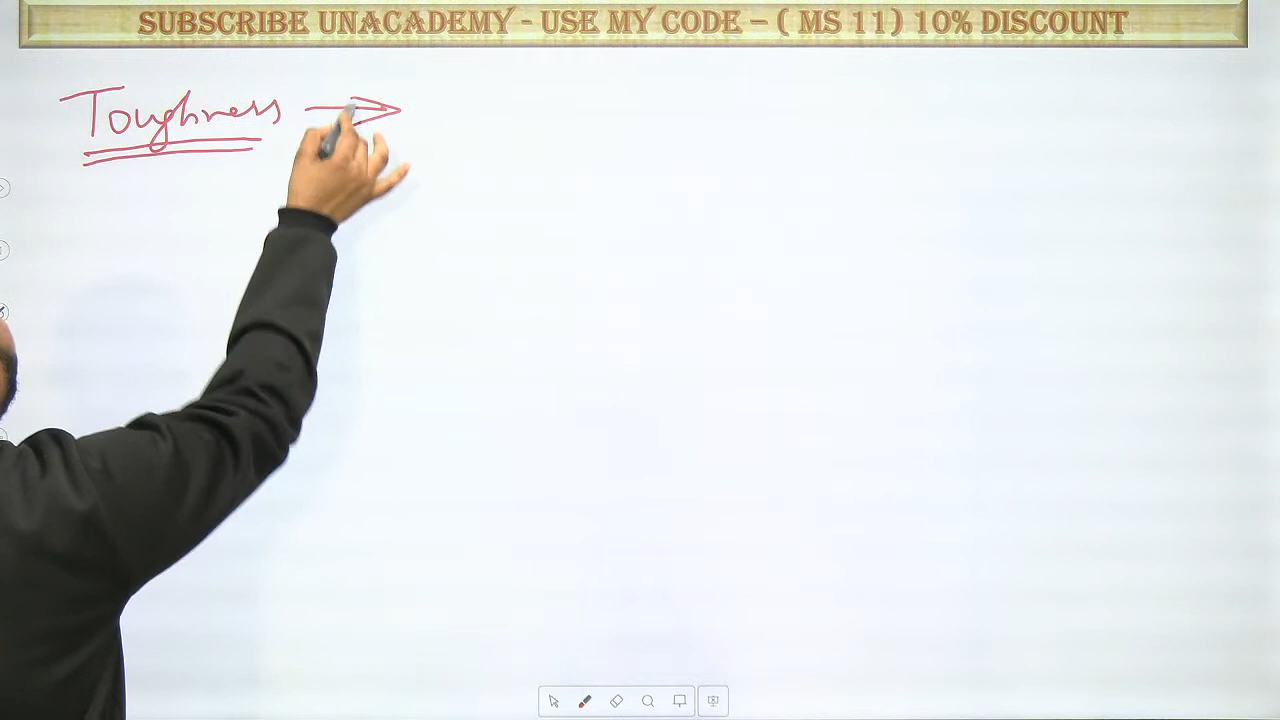 SUBSCRIBE UNACADEMY - USE MY CODE – ( MS 11) 10% DISCOUNT
Toughness